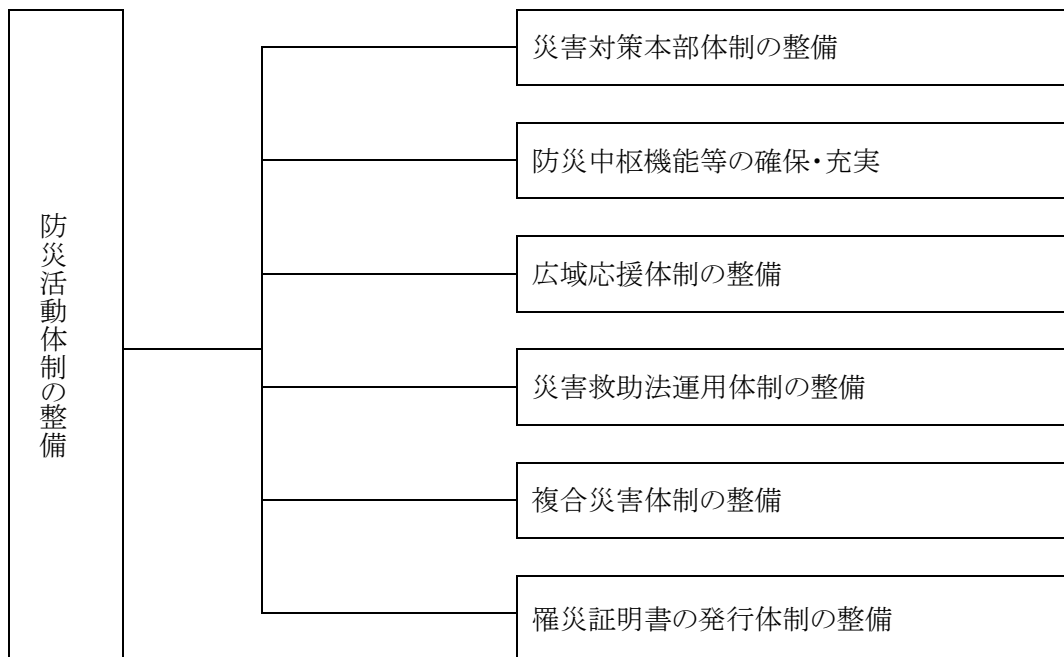 防災活動体制の整備
災害対策本部体制の整備
防災中枢機能等の確保・充実
広域応援体制の整備
災害救助法運用体制の整備
複合災害体制の整備
罹災証明書の発行体制の整備